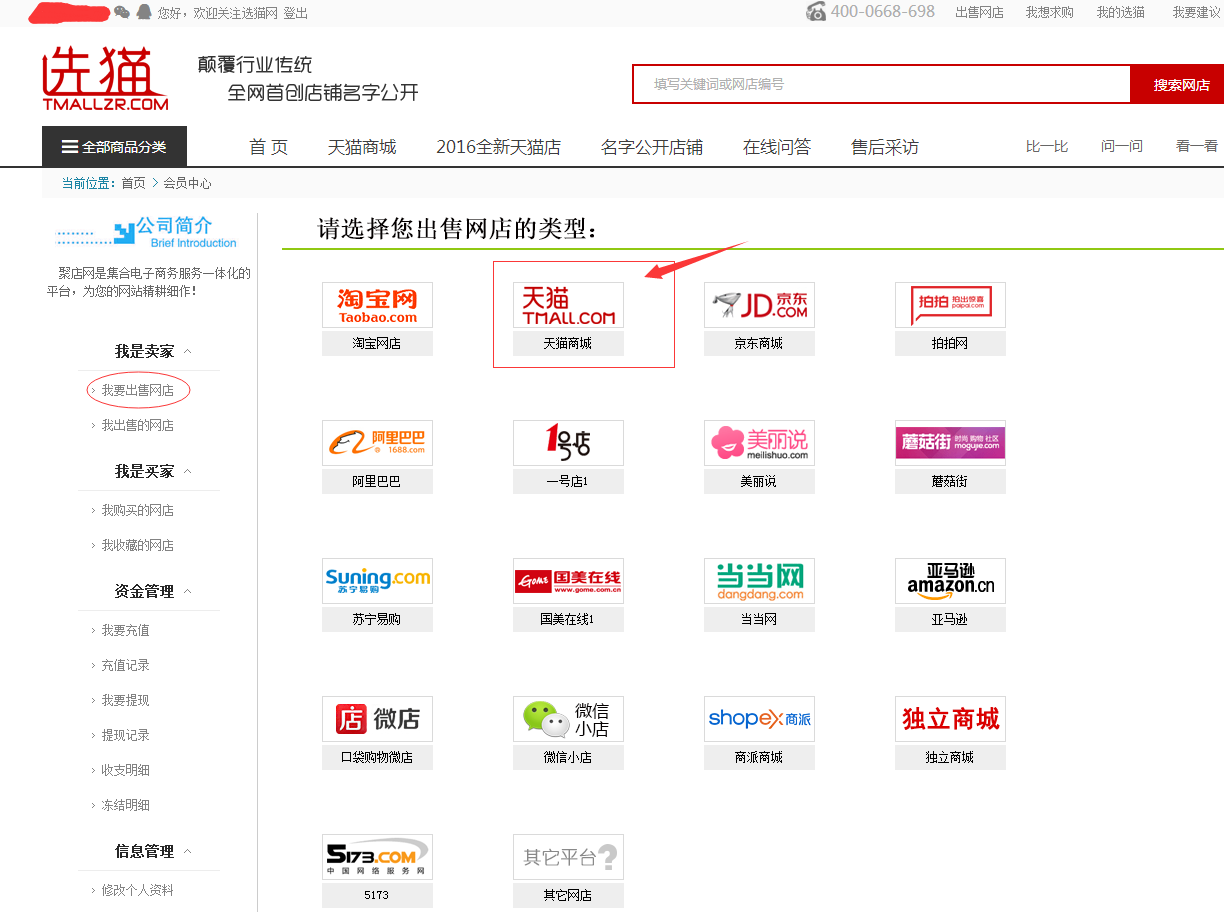 您好，欢迎关注选猫网 登出
400-0668-698 出售网店 我想求购 我的选猫 我要建议
选猫
TMALLZR.COM
颠覆行业传统
全网首创店铺名字公开
填写关键词或网店编号 搜索网店
全部商品分类 首 页 天猫商城 2016全新天猫店 名字公开店铺 在线问答 售后采访 比一比 问一问 看一看
当前位置：首页 > 会员中心
公司简介
Brief Introduction
聚店网是集合电子商务服务一体化的
平台，为您的网站精耕细作！
我是卖家
我要出售网店
我出售的网店
我是买家
我购买的网店
我收藏的网店
资金管理
我要充值
充值记录
我要提现
提现记录
收支明细
冻结明细
信息管理
修改个人资料
请选择您出售网店的类型：
淘宝网
Taobao.com
淘宝网店
天猫
TMALL.COM
天猫商城
JD京东
.COM
京东商城
拍拍 拍出惊喜
paipai.com
拍拍网
阿里巴巴
1688.com
阿里巴巴
1号店
一号店1
美丽说
meilishuo.com
美丽说
蘑菇街 时尚 购物 社区
mogujie.com
蘑菇街
Suning.com
苏宁易购
苏宁易购
GOME 国美在线
www.gome.com.cn
国美在线1
当当网
dangdang.com
当当网
亚马逊
amazon.cn
亚马逊
店 微店
口袋购物微店
微信
小店
微信小店
shopex商派
商派商城
独立商城
独立商城
5173.COM
中国网络服务网
5173
其它平台?
其它网店